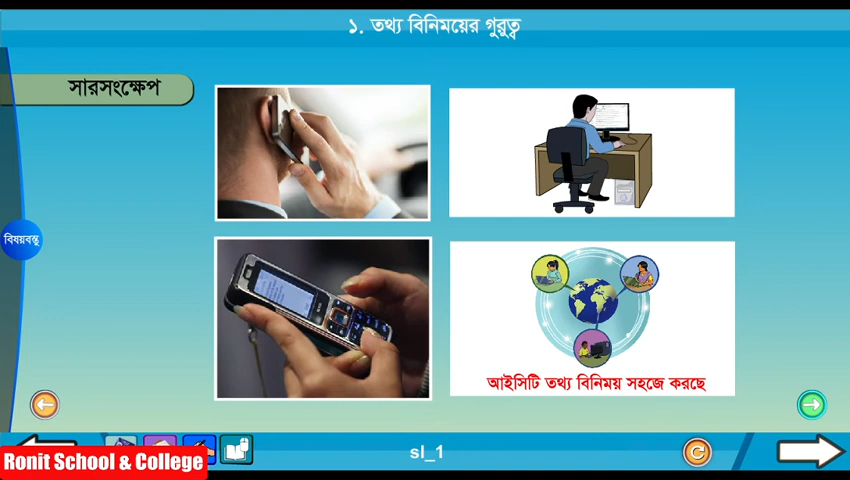 ১. তথ্য বিনিময়ের গুরুত্ব
সারসংক্ষেপ
বিষয়বস্তু
আইসিটি তথ্য বিনিময় সহজে করছে
sl_1
Ronit School & College